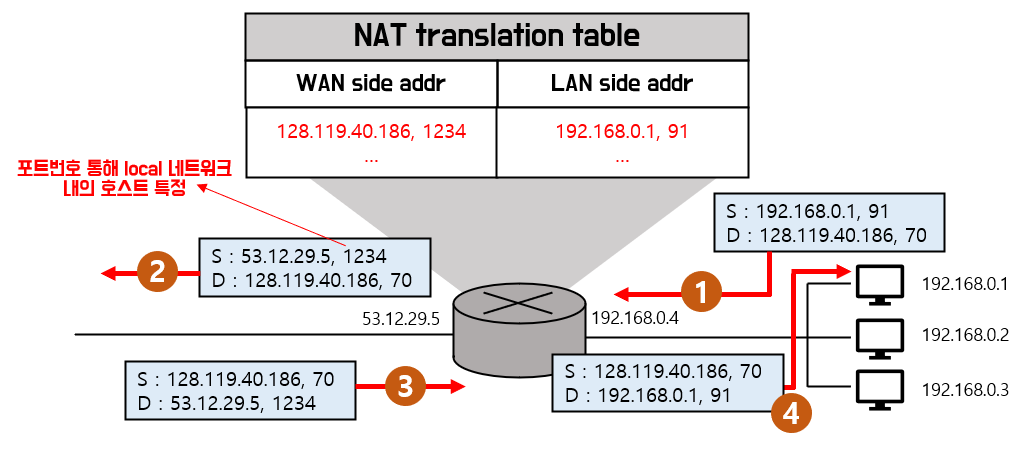 NAT translation table
WAN side addr
LAN side addr
128.119.40.186, 1234
192.168.0.1, 91
...
...
포트번호 통해 local 네트워크
내의 호스트 특정
S : 192.168.0.1, 91
D : 128.119.40.186, 70
S : 53.12.29.5, 1234
D : 128.119.40.186, 70
2
1
192.168.0.1
53.12.29.5
192.168.0.4
192.168.0.2
S : 128.119.40.186, 70
D : 53.12.29.5, 1234
3
S : 128.119.40.186, 70
D : 192.168.0.1, 91
4
192.168.0.3